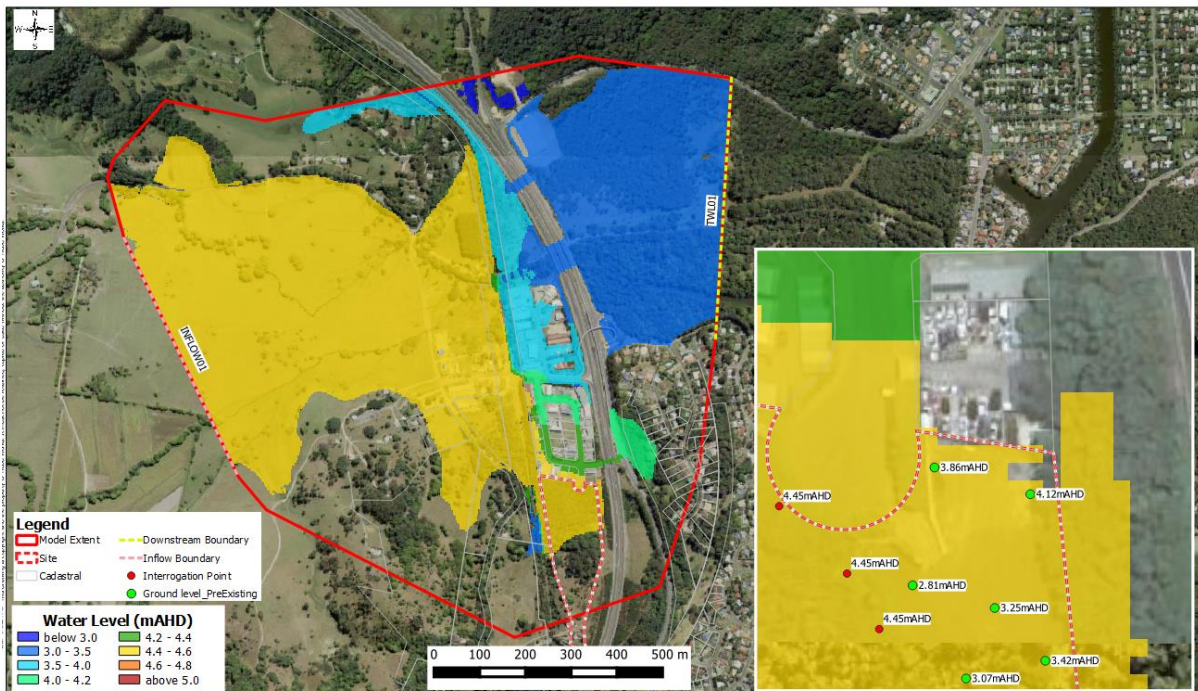 N
W E
S
INFLOW01
TWL01
Legend
Model Extent
Site
Cadastral
Downstream Boundary
Inflow Boundary
Interrogation Point
Ground level_PreExisting
Water Level (mAHD)
below 3.0
3.0 - 3.5
3.5 - 4.0
4.0 - 4.2
4.2 - 4.4
4.4 - 4.6
4.6 - 4.8
above 5.0
0 100 200 300 400 500 m
3.86mAHD
4.12mAHD
4.45mAHD
4.45mAHD
2.81mAHD
3.25mAHD
4.45mAHD
3.42mAHD
3.07mAHD